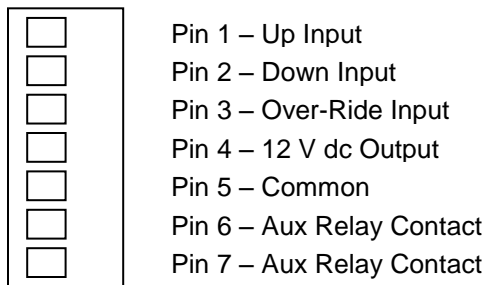 Pin 1 – Up Input
Pin 2 – Down Input
Pin 3 – Over-Ride Input
Pin 4 – 12 V dc Output
Pin 5 – Common
Pin 6 – Aux Relay Contact
Pin 7 – Aux Relay Contact